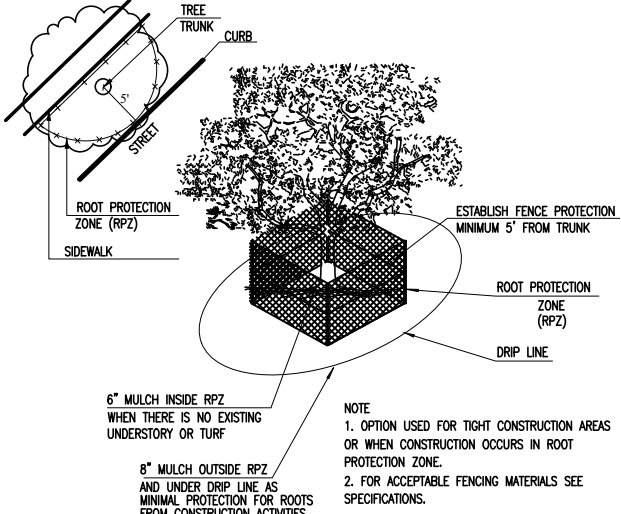 TREE
TRUNK
CURB
5'
STREET
ROOT PROTECTION
ZONE (RPZ)
SIDEWALK
ESTABLISH FENCE PROTECTION
MINIMUM 5' FROM TRUNK
ROOT PROTECTION
ZONE
(RPZ)
DRIP LINE
6" MULCH INSIDE RPZ
WHEN THERE IS NO EXISTING
UNDERSTORY OR TURF
8" MULCH OUTSIDE RPZ
AND UNDER DRIP LINE AS
MINIMAL PROTECTION FOR ROOTS
FROM CONSTRUCTION ACTIVITIES
NOTE
1. OPTION USED FOR TIGHT CONSTRUCTION AREAS
OR WHEN CONSTRUCTION OCCURS IN ROOT
PROTECTION ZONE.
2. FOR ACCEPTABLE FENCING MATERIALS SEE
SPECIFICATIONS.